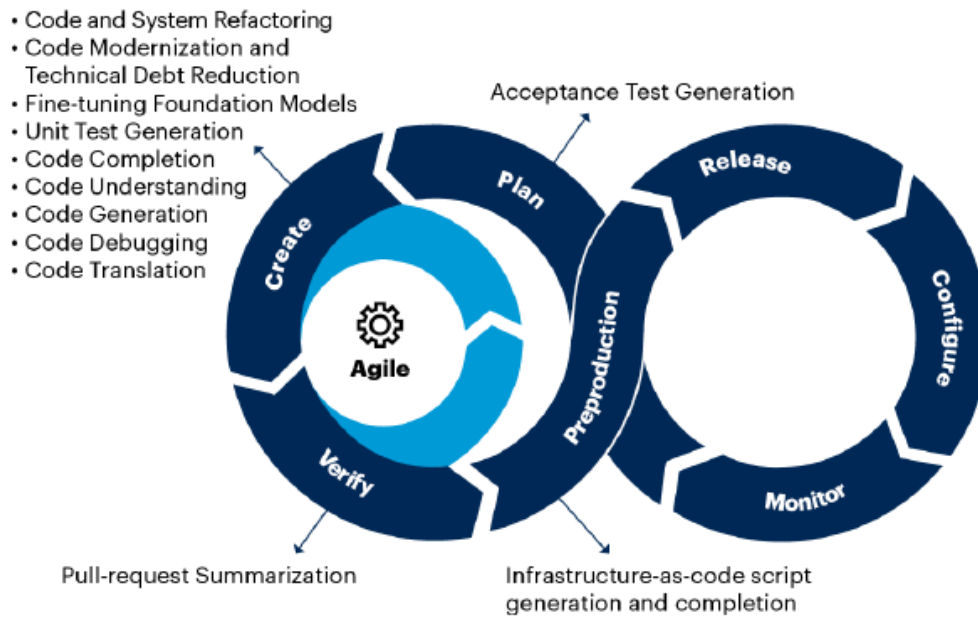 • Code and System Refactoring
• Code Modernization and
Technical Debt Reduction
• Fine-tuning Foundation Models
• Unit Test Generation
• Code Completion
• Code Understanding
• Code Generation
• Code Debugging
• Code Translation
Acceptance Test Generation
Create
Plan
Release
Configure
Agile
Preproduction
Verify
Monitor
Pull-request Summarization
Infrastructure-as-code script
generation and completion